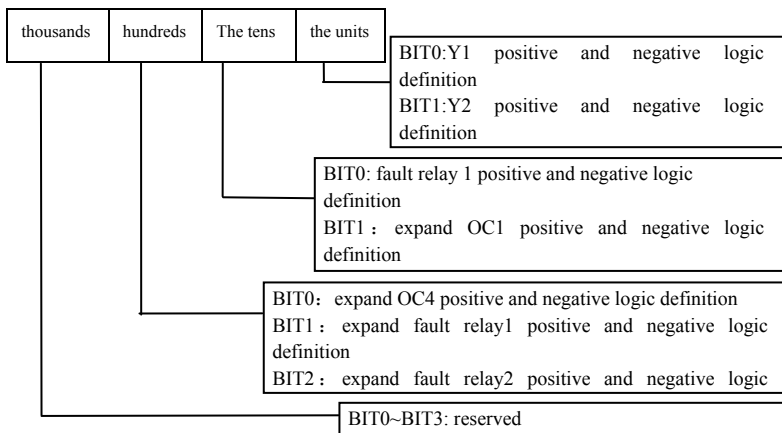 thousands
hundreds
The tens
the units
BIT0:Y1 positive and negative logic
definition
BIT1:Y2 positive and negative logic
definition
BIT0: fault relay 1 positive and negative logic
definition
BIT1：expand OC1 positive and negative logic
definition
BIT0：expand OC4 positive and negative logic definition
BIT1：expand fault relay1 positive and negative logic
definition
BIT2：expand fault relay2 positive and negative logic
BIT0~BIT3: reserved